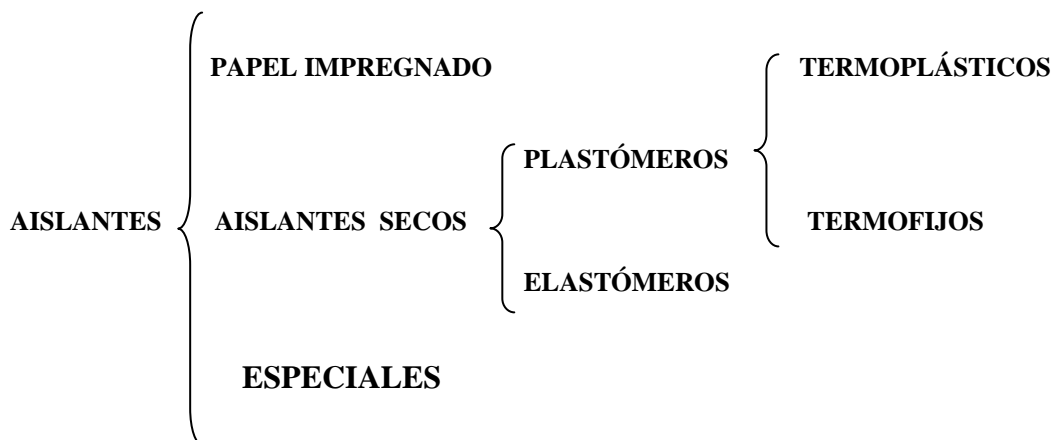 PAPEL IMPREGNADO
TERMOPLÁSTICOS
PLASTÓMEROS
AISLANTES
AISLANTES SECOS
TERMOFIJOS
ELASTÓMEROS
ESPECIALES